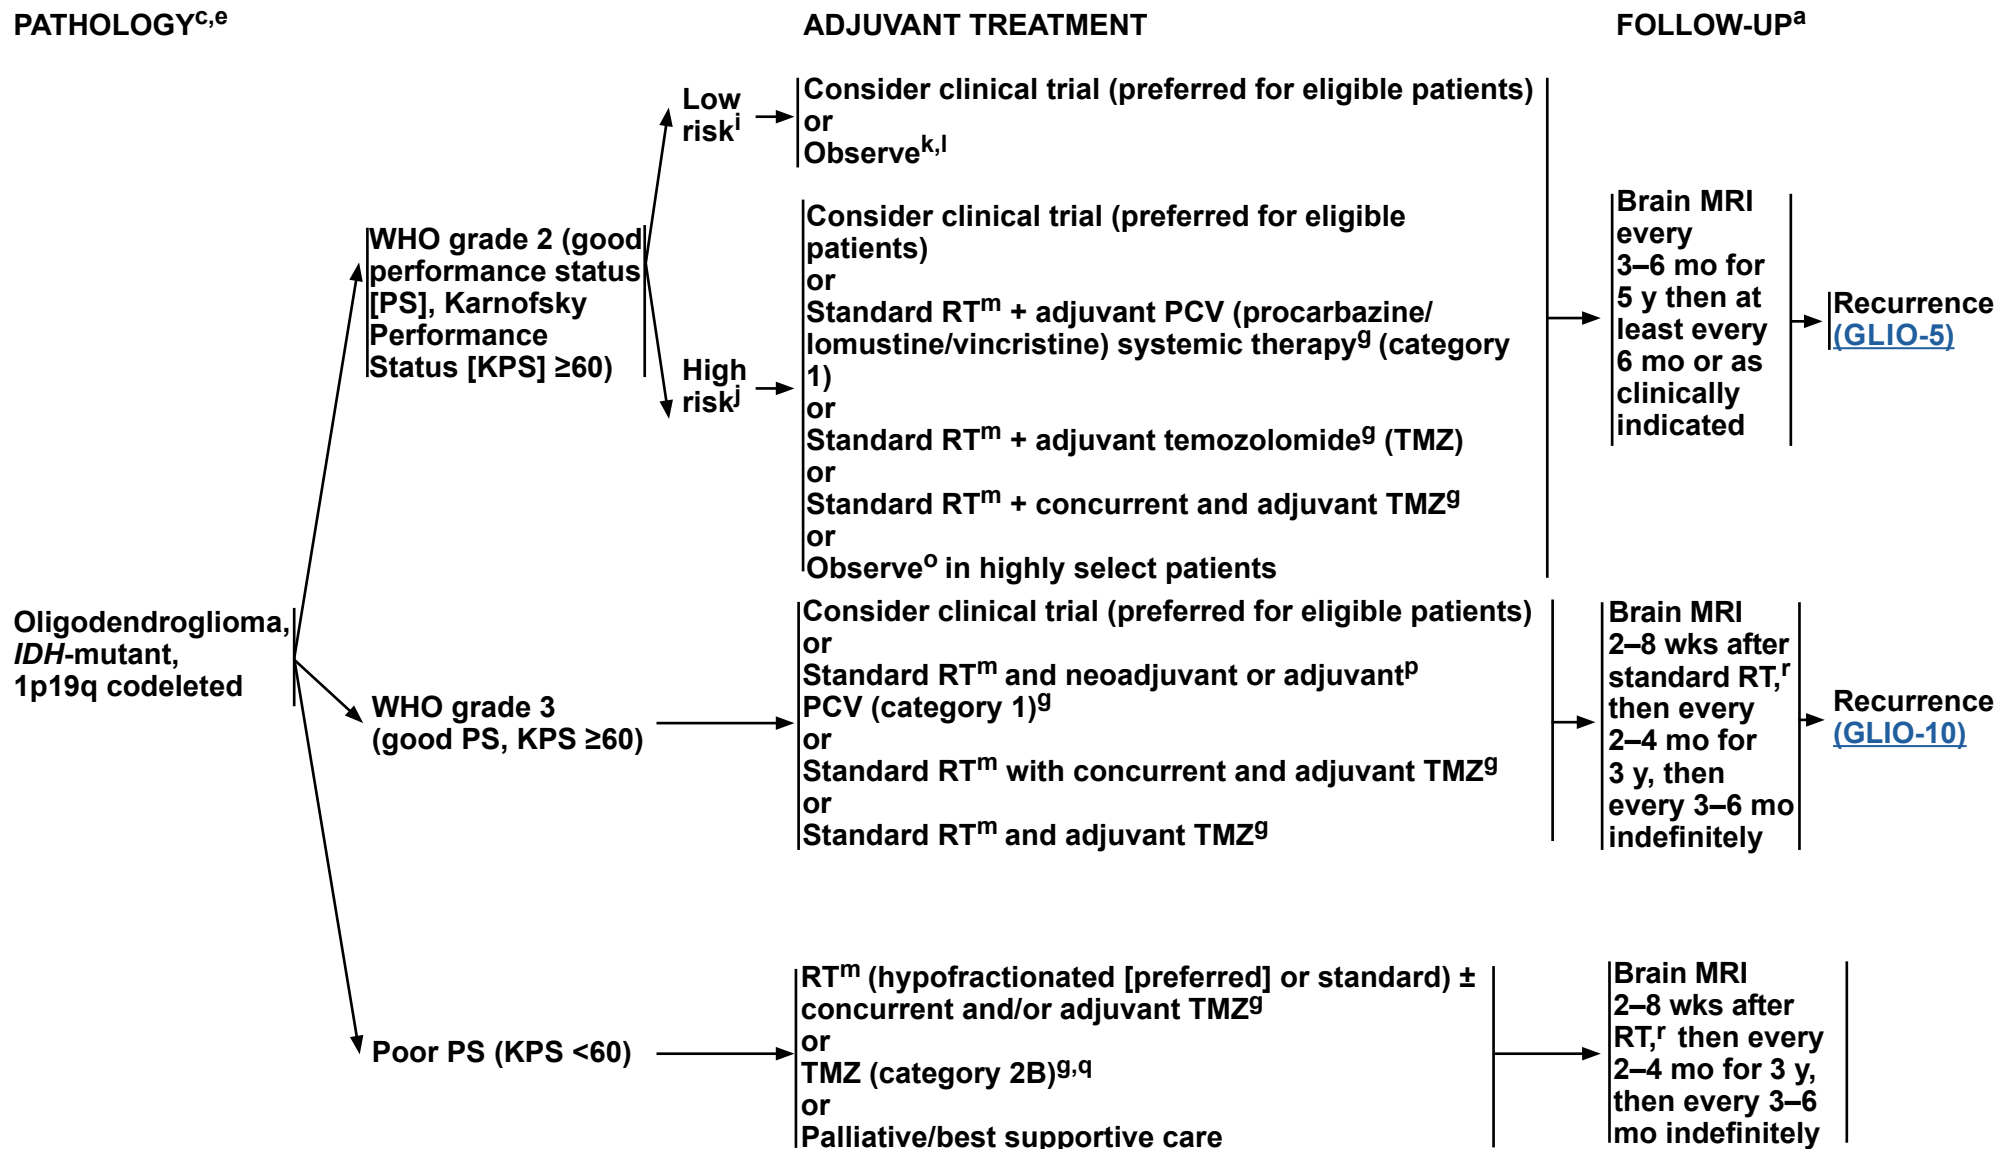 PATHOLOGYc,e
ADJUVANT TREATMENT
FOLLOW-UPa
Oligodendroglioma,
IDH-mutant,
1p19q codeleted
WHO grade 2 (good
performance status
[PS], Karnofsky
Performance
Status [KPS] ≥60)
Low
riski
Consider clinical trial (preferred for eligible patients)
or
Observek,l
High
riskj
Consider clinical trial (preferred for eligible
patients)
or
Standard RTm + adjuvant PCV (procarbazine/
lomustine/vincristine) systemic therapyg (category
1)
or
Standard RTm + adjuvant temozolomideg (TMZ)
or
Standard RTm + concurrent and adjuvant TMZg
or
Observeo in highly select patients
Brain MRI
every
3–6 mo for
5 y then at
least every
6 mo or as
clinically
indicated
Recurrence
(GLIO-5)
WHO grade 3
(good PS, KPS ≥60)
Consider clinical trial (preferred for eligible patients)
or
Standard RTm and neoadjuvant or adjuvantp
PCV (category 1)g
or
Standard RTm with concurrent and adjuvant TMZg
or
Standard RTm and adjuvant TMZg
Brain MRI
2–8 wks after
standard RT,r
then every
2–4 mo for
3 y, then
every 3–6 mo
indefinitely
Recurrence
(GLIO-10)
Poor PS (KPS <60)
RTm (hypofractionated [preferred] or standard) ±
concurrent and/or adjuvant TMZg
or
TMZ (category 2B)g,q
or
Palliative/best supportive care
Brain MRI
2–8 wks after
RT,r then every
2–4 mo for 3 y,
then every 3–6
mo indefinitely